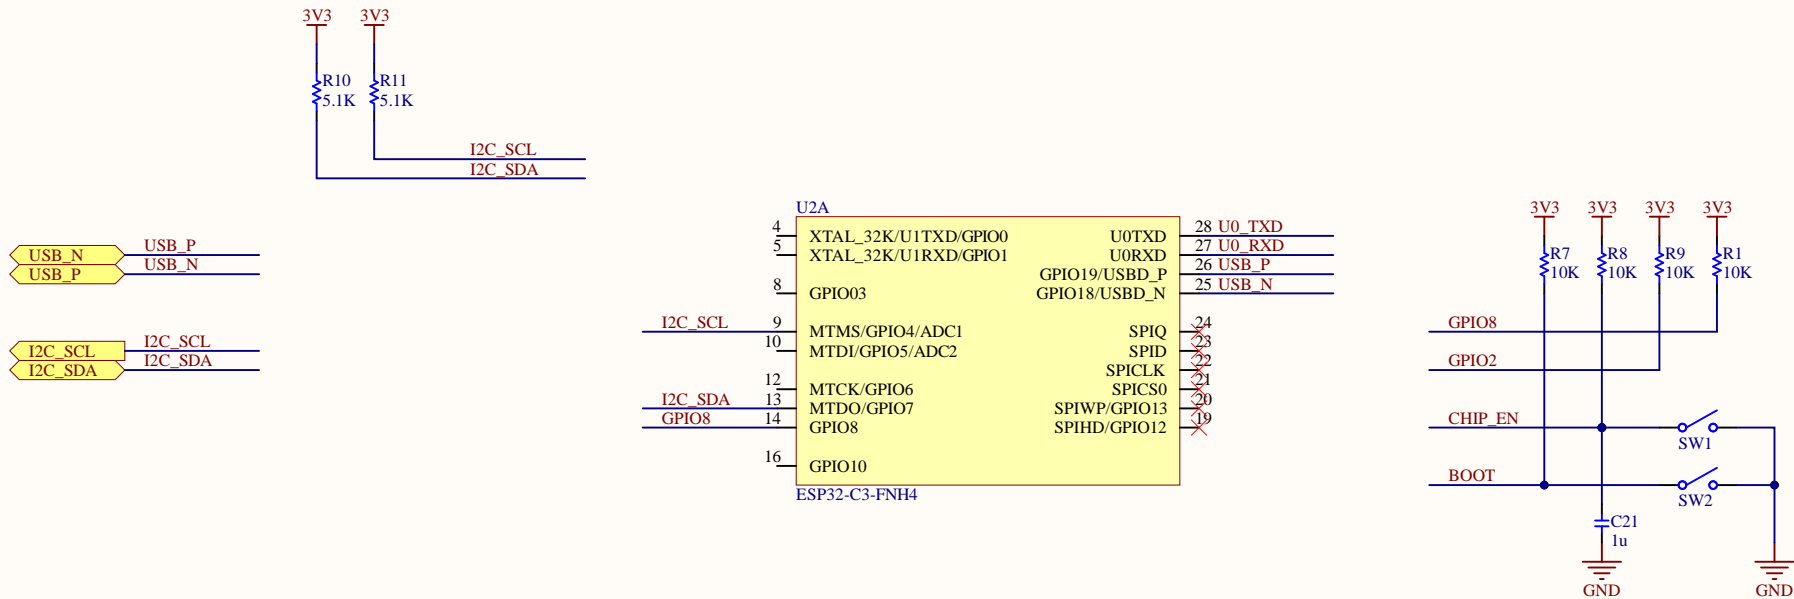 3V3 3V3
R10 R11
5.1K 5.1K
I2C_SCL
I2C_SDA
USB_N USB_P
USB_P USB_N
I2C_SCL I2C_SCL
I2C_SDA I2C_SDA
U2A
4 XTAL_32K/U1TXD/GPIO0 U0TXD 28 U0_TXD
5 XTAL_32K/U1RXD/GPIO1 U0RXD 27 U0_RXD
GPIO19/USBD_P 26 USB_P
8 GPIO03 GPIO18/USBD_N 25 USB_N
I2C_SCL 9 MTMS/GPIO4/ADC1 SPIQ 24
10 MTDI/GPIO5/ADC2 SPID 23
SPICLK 22
12 MTCK/GPIO6 SPICS0 21
I2C_SDA 13 MTDO/GPIO7 SPIWP/GPIO13 20
GPIO8 14 GPIO8 SPIHD/GPIO12 19
16 GPIO10
ESP32-C3-FNH4
3V3 3V3 3V3 3V3
R7 R8 R9 R1
10K 10K 10K 10K
GPIO8
GPIO2
CHIP_EN
SW1
BOOT
SW2
C21
1u
GND GND